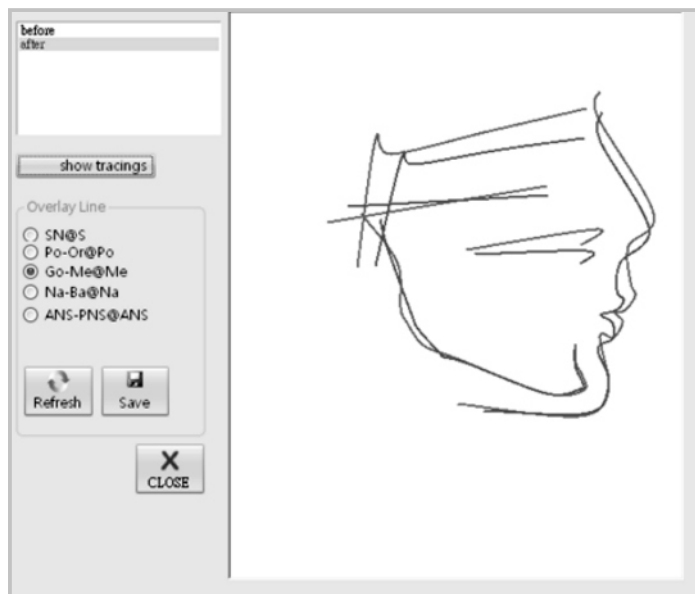 before
after
show tracings
Overlay Line
SN@S
Po-Or@Po
Go-Me@Me
Na-Ba@Na
ANS-PNS@ANS
Refresh Save
CLOSE